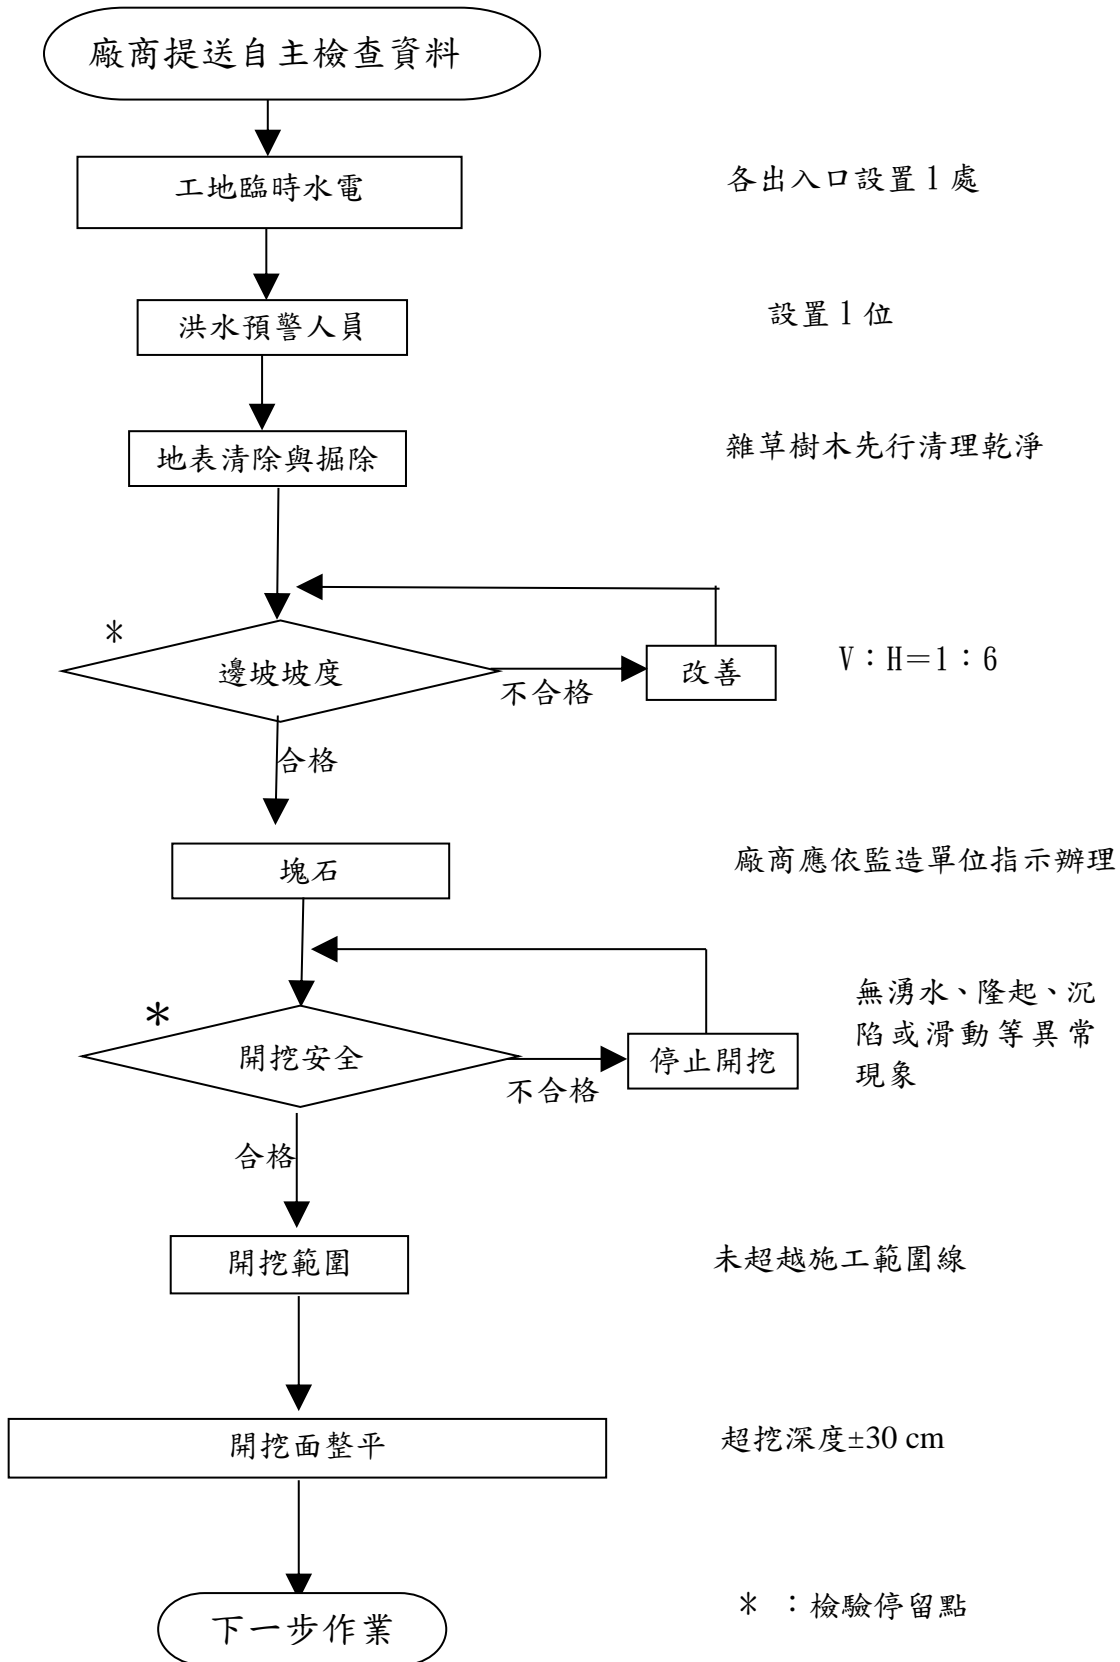 廠商提送自主檢查資料
工地臨時水電
各出入口設置1處
洪水預警人員
設置1位
地表清除與掘除
雜草樹木先行清理乾淨
*
邊坡坡度
不合格
改善
V：H＝1：6
合格
塊石
廠商應依監造單位指示辦理
*
開挖安全
不合格
停止開挖
無湧水、隆起、沉
陷或滑動等異常
現象
合格
開挖範圍
未超越施工範圍線
開挖面整平
超挖深度±30 cm
下一步作業
* ：檢驗停留點